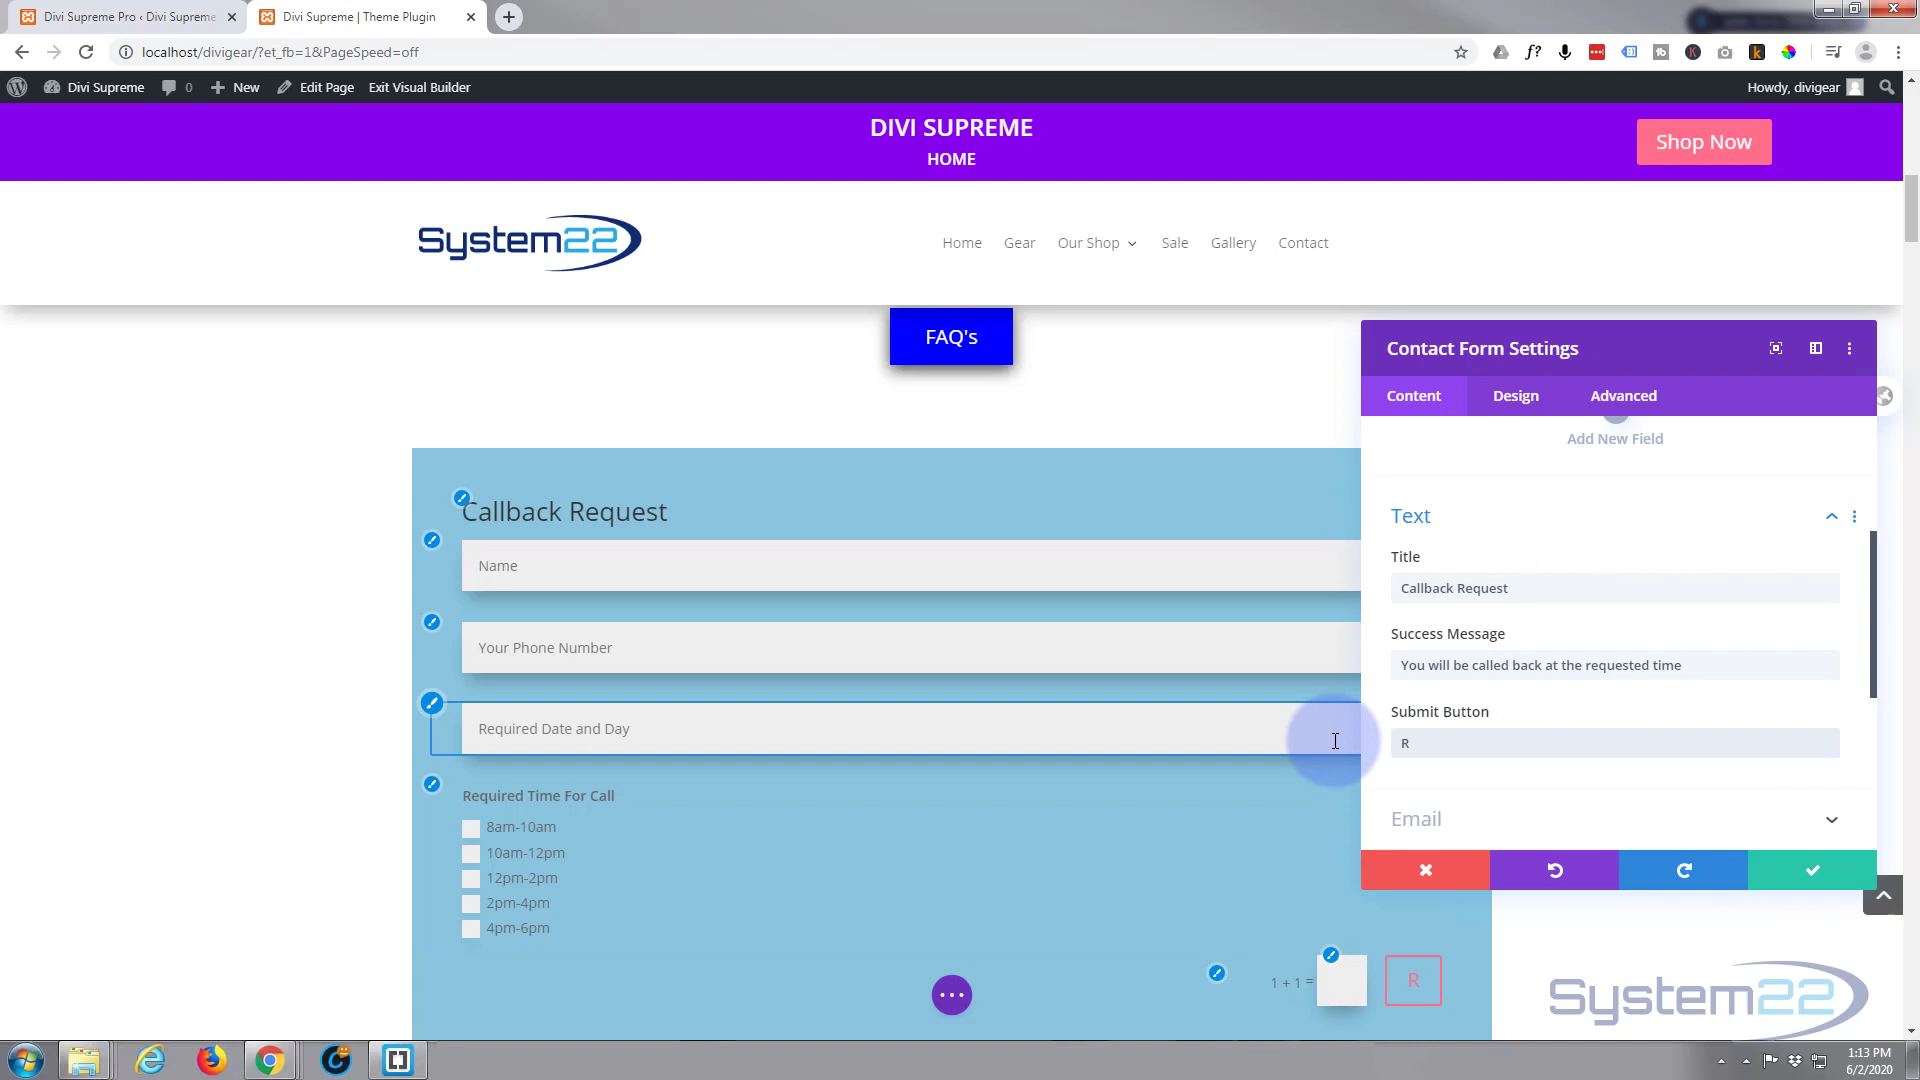 Divi Supreme Pro ‹ Divi Supreme
Divi Supreme | Theme Plugin
localhost/divigear/?et_fb=1&PageSpeed=off
Divi Supreme
0
New
Edit Page
Exit Visual Builder
Howdy, divigear
DIVI SUPREME
HOME
Shop Now
System22
Home
Gear
Our Shop
Sale
Gallery
Contact
FAQ's
Contact Form Settings
Content
Design
Advanced
Add New Field
Text
Title
Callback Request
Success Message
You will be called back at the requested time
Submit Button
R
Email
Callback Request
Name
Your Phone Number
Required Date and Day
Required Time For Call
8am-10am
10am-12pm
12pm-2pm
2pm-4pm
4pm-6pm
1 + 1 =
R
System22
1:13 PM
6/2/2020